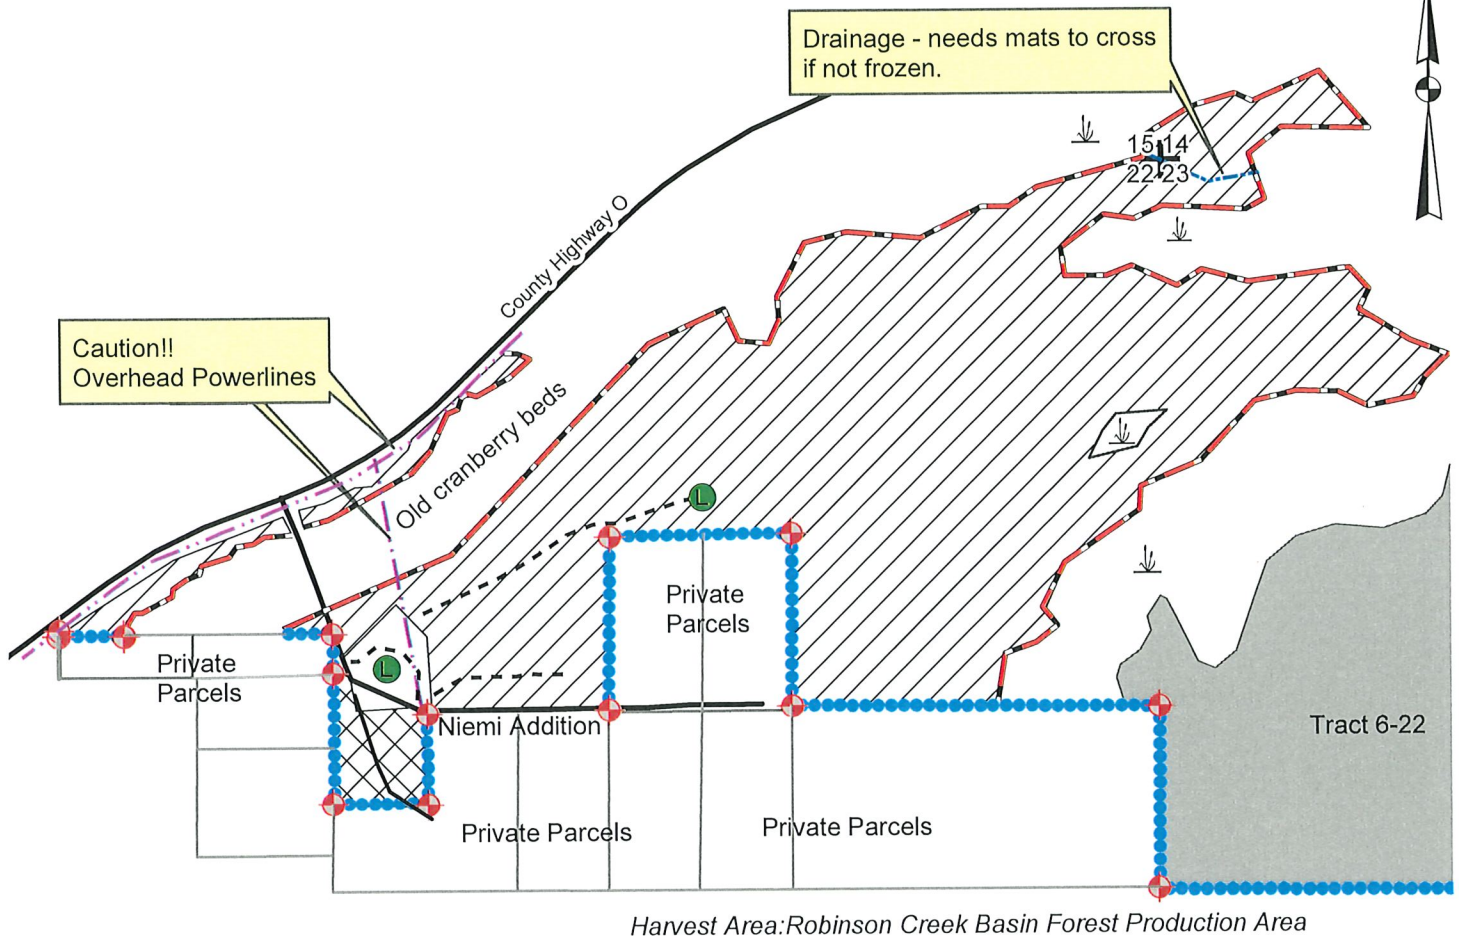 Drainage - needs mats to cross
if not frozen.
15 14
22 23
County Highway O
Caution!!
Overhead Powerlines
Old cranberry beds
L
Private
Parcels
Private
Parcels
L
Niemi Addition
Tract 6-22
Private Parcels
Private Parcels
Harvest Area:Robinson Creek Basin Forest Production Area